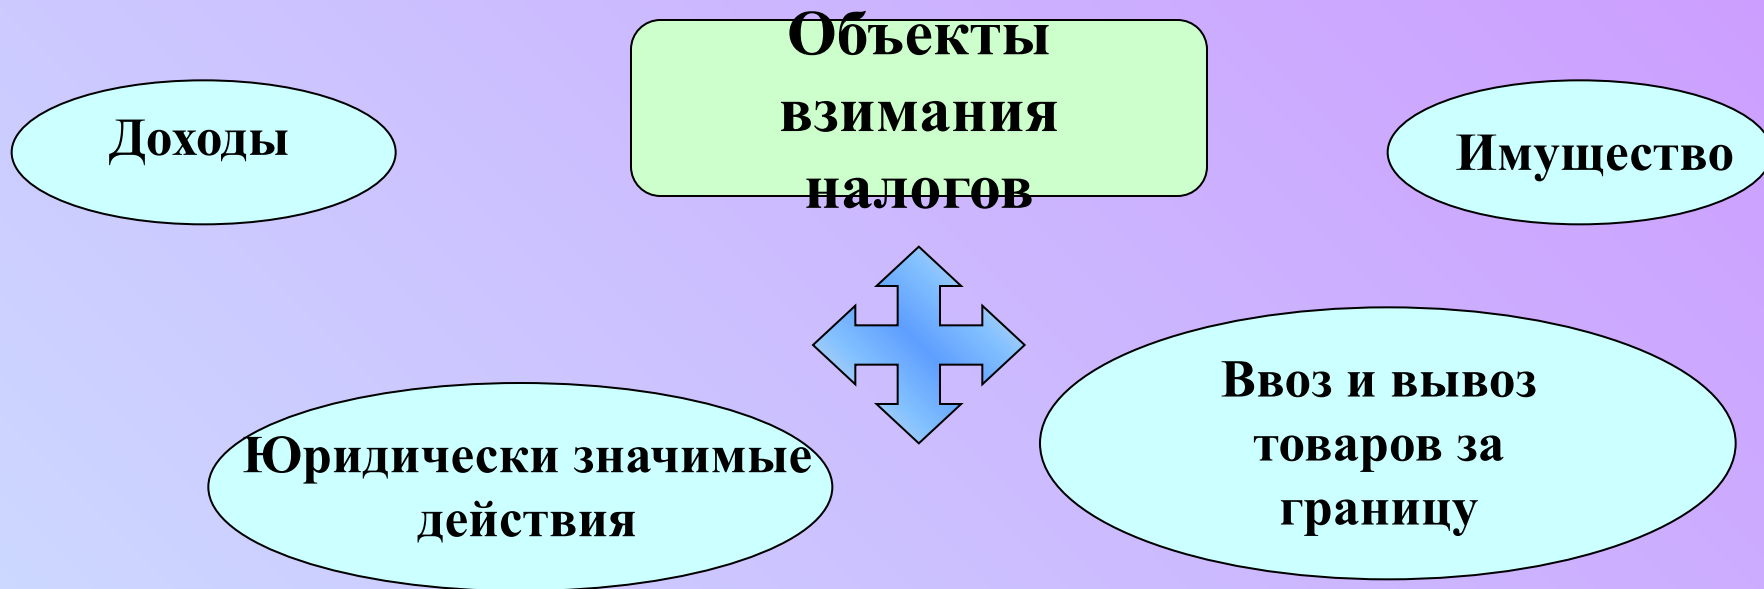 Объекты
взимания
налогов
Доходы
Имущество
Юридически значимые
действия
Ввоз и вывоз
товаров за
границу